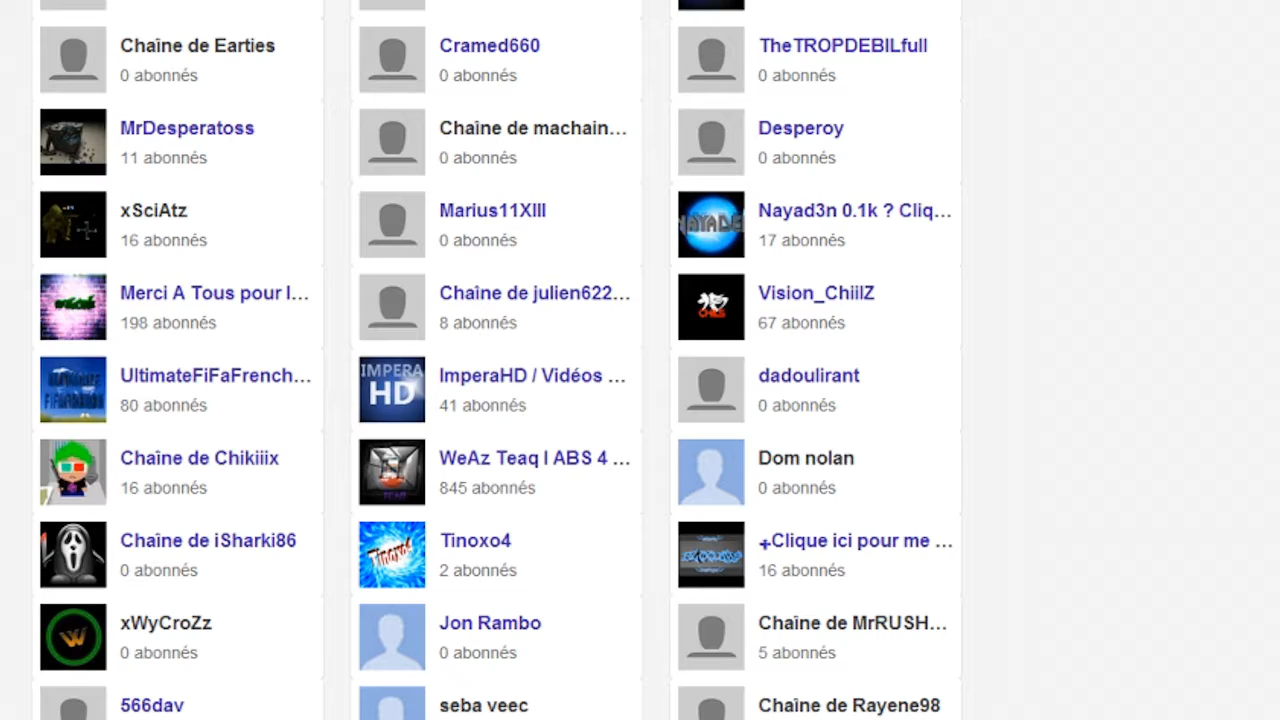 Chaîne de Earties
0 abonnés
Cramed660
0 abonnés
TheTROPDEBILfull
0 abonnés
MrDesperatoss
11 abonnés
Chaîne de machain...
0 abonnés
Desperoy
0 abonnés
xSciAtz
16 abonnés
Marius11XIII
0 abonnés
Nayad3n 0.1k ? Cliq...
17 abonnés
Merci A Tous pour l...
198 abonnés
Chaîne de julien622...
8 abonnés
Vision_ChiilZ
67 abonnés
UltimateFiFaFrench...
80 abonnés
IMPERA
HD
ImperaHD / Vidéos ...
41 abonnés
dadoulirant
0 abonnés
Chaîne de Chikiiix
16 abonnés
WeAz Teaq l ABS 4 ...
845 abonnés
Dom nolan
0 abonnés
Chaîne de iSharki86
0 abonnés
Tinoxo4
2 abonnés
+Clique ici pour me ...
16 abonnés
xWyCroZz
0 abonnés
Jon Rambo
0 abonnés
Chaîne de MrRUSH...
5 abonnés
566dav
seba veec
Chaîne de Rayene98